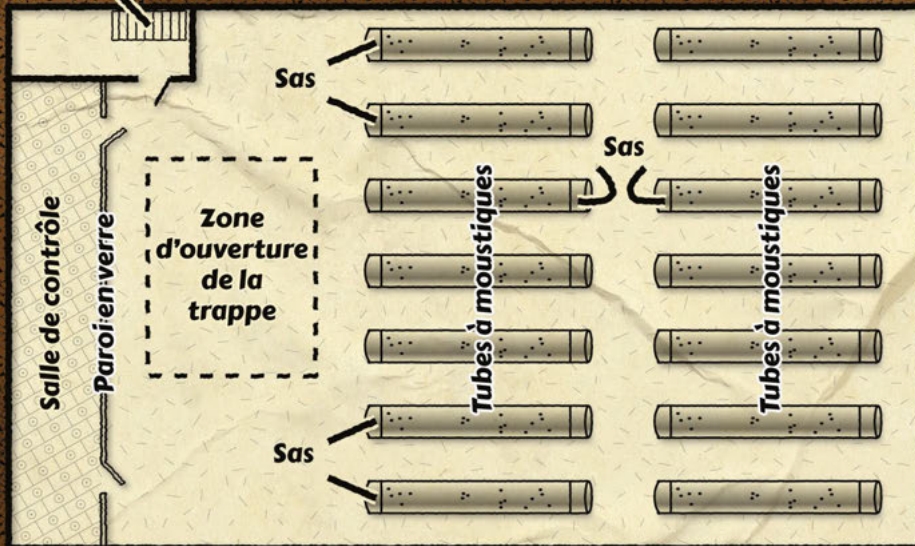 Sas
Sas
Salle de contrôle
Paroi en verre
Zone
d'ouverture
de la
trappe
Tubes à moustiques
Tubes à moustiques
Sas